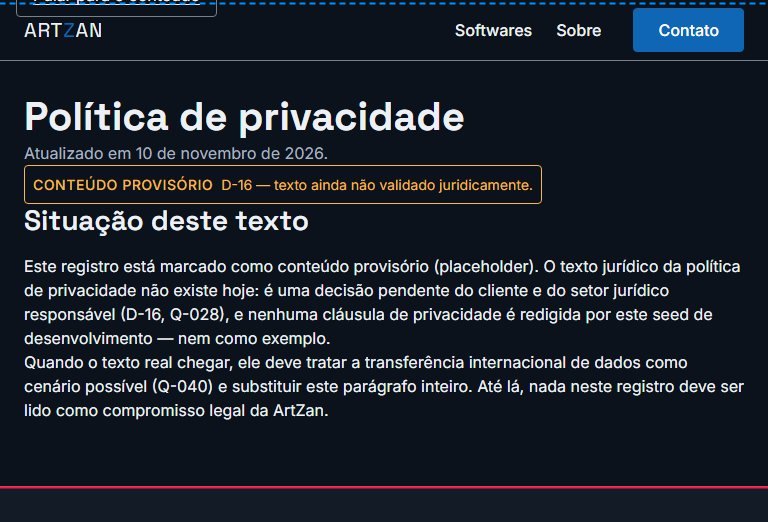 ARTZAN
Softwares
Sobre
Contato
Política de privacidade
Atualizado em 10 de novembro de 2026.
CONTEÚDO PROVISÓRIO D-16 — texto ainda não validado juridicamente.
Situação deste texto
Este registro está marcado como conteúdo provisório (placeholder). O texto jurídico da política
de privacidade não existe hoje: é uma decisão pendente do cliente e do setor jurídico
responsável (D-16, Q-028), e nenhuma cláusula de privacidade é redigida por este seed de
desenvolvimento — nem como exemplo.
Quando o texto real chegar, ele deve tratar a transferência internacional de dados como
cenário possível (Q-040) e substituir este parágrafo inteiro. Até lá, nada neste registro deve ser
lido como compromisso legal da ArtZan.